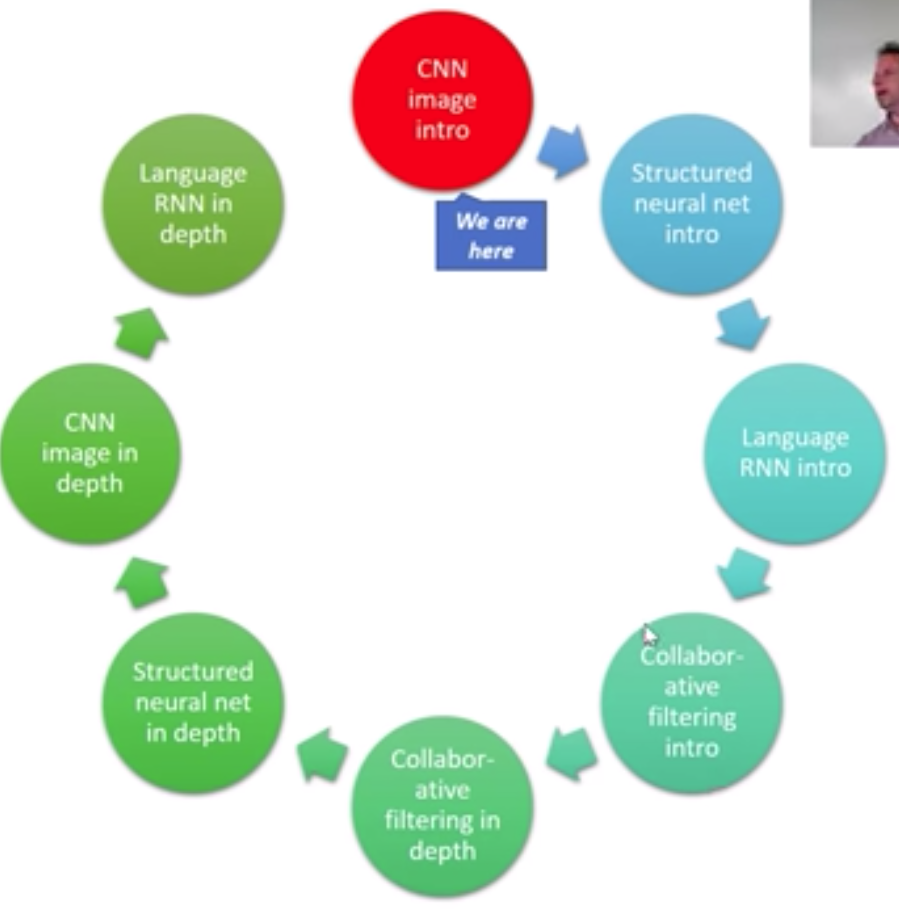 CNN
image
intro
We are
here
Structured
neural net
intro
Language
RNN intro
Collabor-
ative
filtering
intro
Collabor-
ative
filtering in
depth
Structured
neural net
in depth
CNN
image in
depth
Language
RNN in
depth